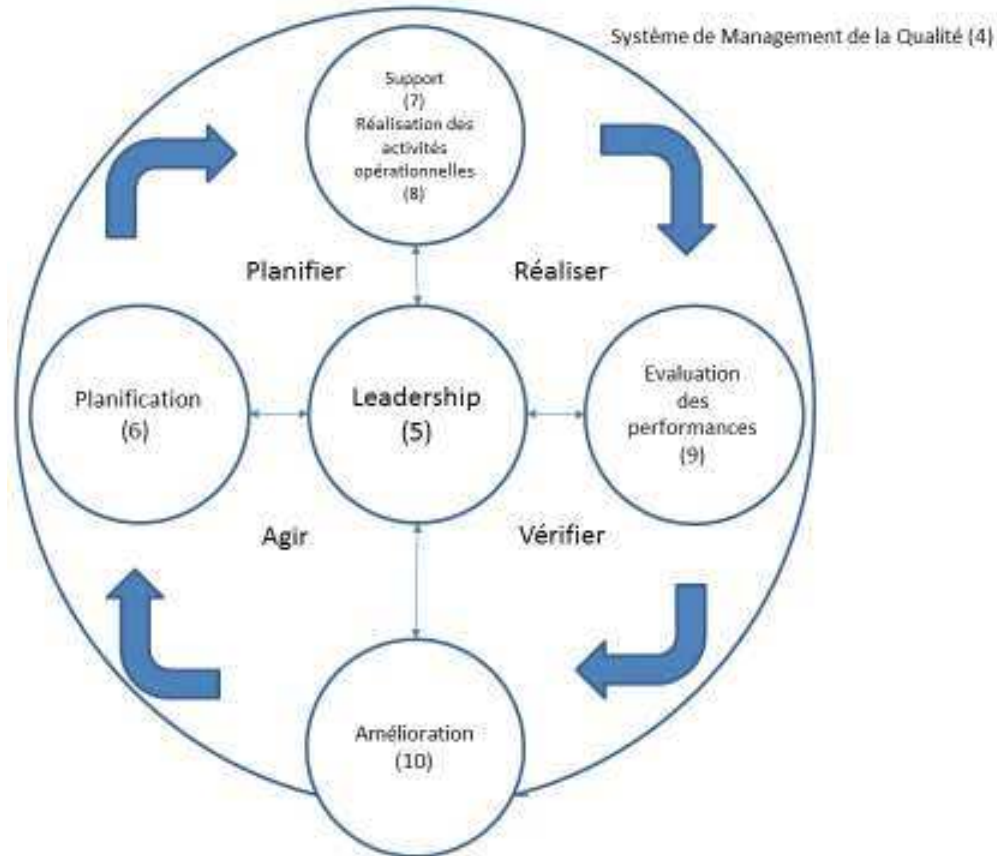 Système de Management de la Qualité (4)
Support
(7)
Réalisation des
activités
opérationnelles
(8)
Planifier
Réaliser
Planification
(6)
Leadership
(5)
Evaluation
des
performances
(9)
Agir
Vérifier
Amélioration
(10)